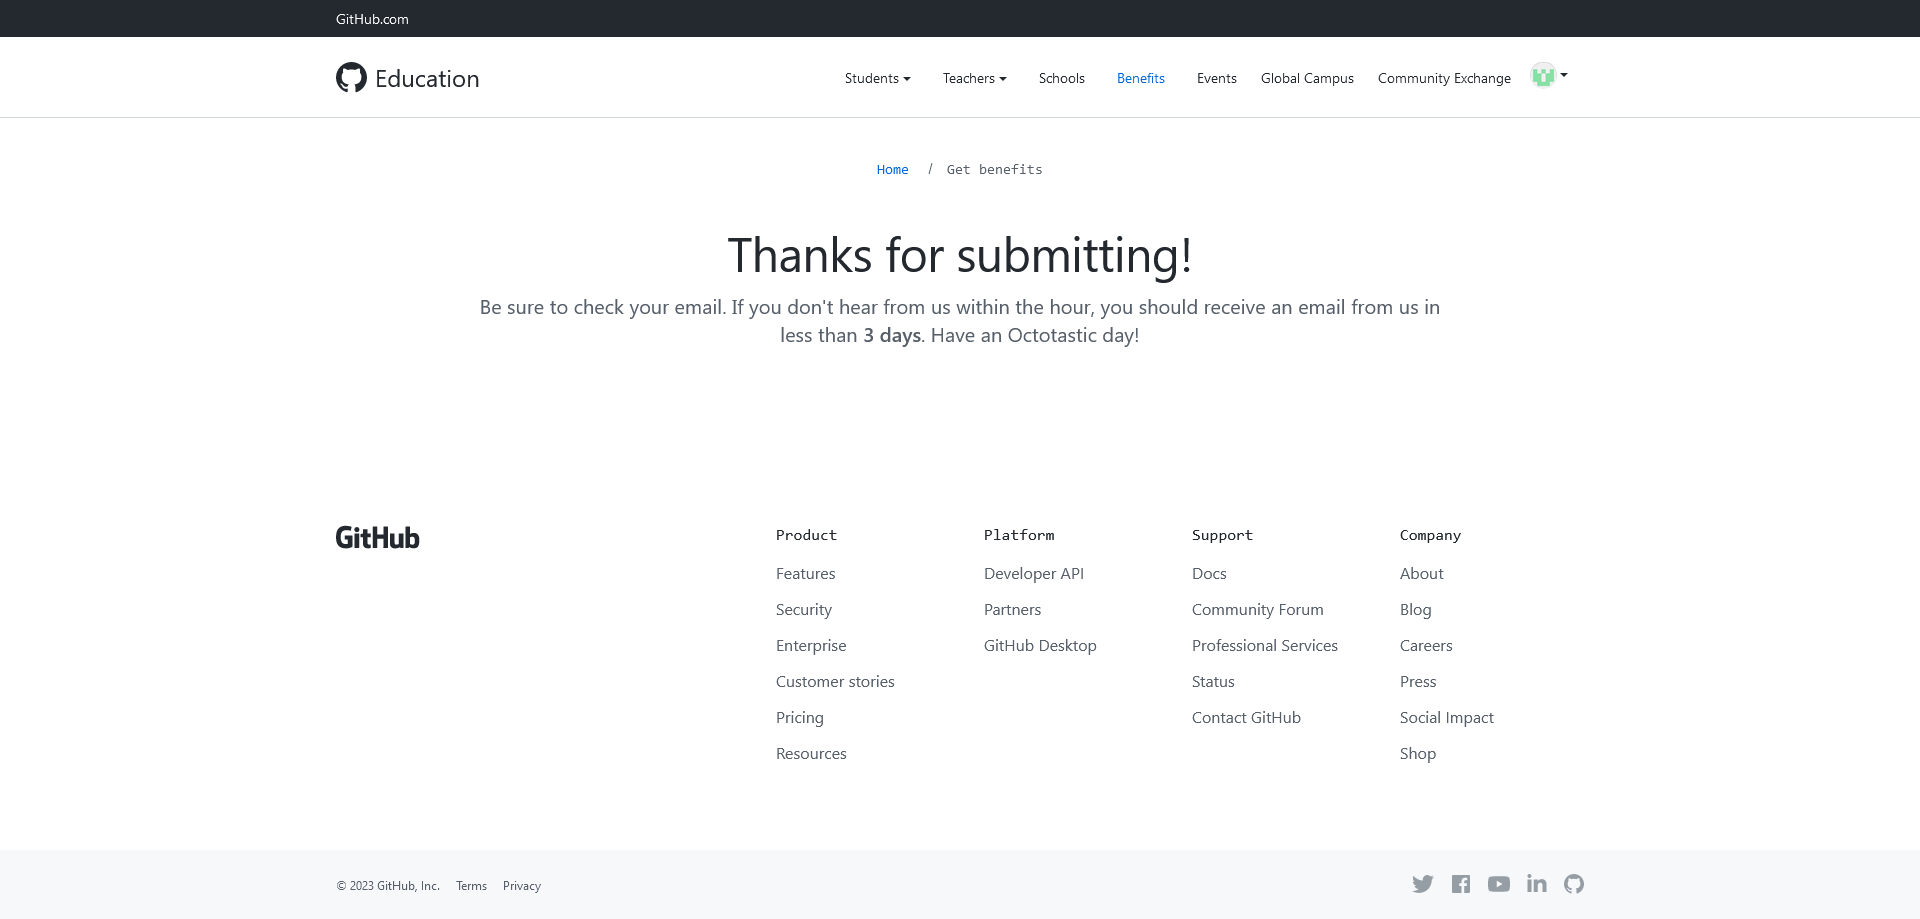 GitHub.com
Education
Students
Teachers
Schools
Benefits
Events
Global Campus
Community Exchange
Home / Get benefits
Thanks for submitting!
Be sure to check your email. If you don't hear from us within the hour, you should receive an email from us in
less than 3 days. Have an Octotastic day!
GitHub
Product
Features
Security
Enterprise
Customer stories
Pricing
Resources
Platform
Developer API
Partners
GitHub Desktop
Support
Docs
Community Forum
Professional Services
Status
Contact GitHub
Company
About
Blog
Careers
Press
Social Impact
Shop
© 2023 GitHub, Inc.
Terms
Privacy